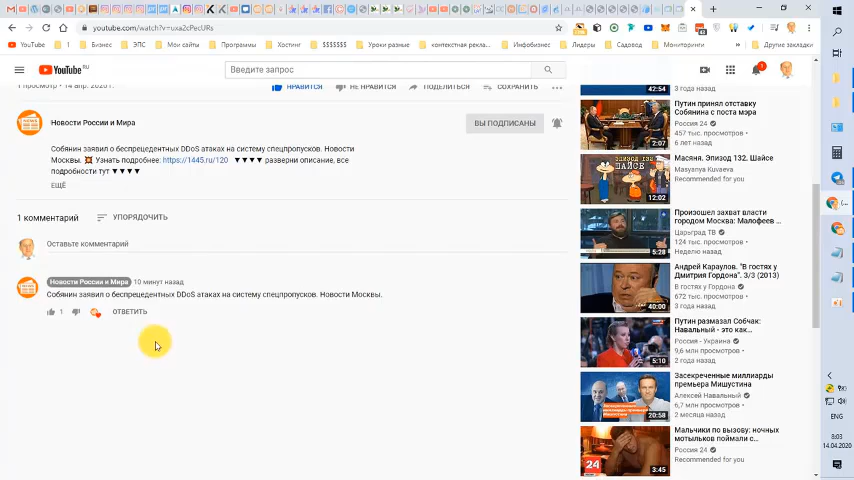 youtube.com/watch?v=uxa2cPecURs
YouTube
1
Бизнес
ЭПС
Мои сайты
Программы
Хостинг
$$$$$$$
Уроки разные
контекстная рекла...
Инфобизнес
Лидеры
Садовод
Мониторинги
»
Другие закладки
YouTube RU
Введите запрос
1 просмотр • 14 апр. 2020 г.
НРАВИТСЯ
НЕ НРАВИТСЯ
ПОДЕЛИТЬСЯ
СОХРАНИТЬ
Новости России и Мира
ВЫ ПОДПИСАНЫ
Собянин заявил о беспрецедентных DDoS атаках на систему спецпропусков. Новости
Москвы. 💥 Узнать подробнее: https://1445.ru/120 ▼▼▼▼ разверни описание, все
подробности тут ▼▼▼▼
ЕЩЁ
1 комментарий
УПОРЯДОЧИТЬ
Оставьте комментарий
Новости России и Мира 10 минут назад
Собянин заявил о беспрецедентных DDoS атаках на систему спецпропусков. Новости Москвы.
1
ОТВЕТИТЬ
42:54
3 года назад
Путин принял отставку
Собянина с поста мэра
Россия 24
457 тыс. просмотров •
6 лет назад
2:07
Масяня. Эпизод 132. Шайсе
Masyanya Kuvaeva
Recommended for you
ЭПИЗОД 132
ШАЙСЕ
12:02
Произошел захват власти
городом Москва: Малофеев ...
Царьград ТВ
124 тыс. просмотров •
Неделю назад
5:28
Андрей Караулов. "В гостях у
Дмитрия Гордона". 3/3 (2013)
В гостях у Гордона
672 тыс. просмотров •
3 года назад
40:00
Путин размазал Собчак:
Навальный - это как...
Россия - Украина
9,6 млн просмотров •
2 года назад
5:10
Засекреченные миллиарды
премьера Мишустина
Алексей Навальный
6,7 млн просмотров •
2 месяца назад
20:58
Мальчики по вызову: ночных
мотыльков поймали с...
Россия 24
Recommended for you
24
3:45
ENG
3:03
14.04.2020